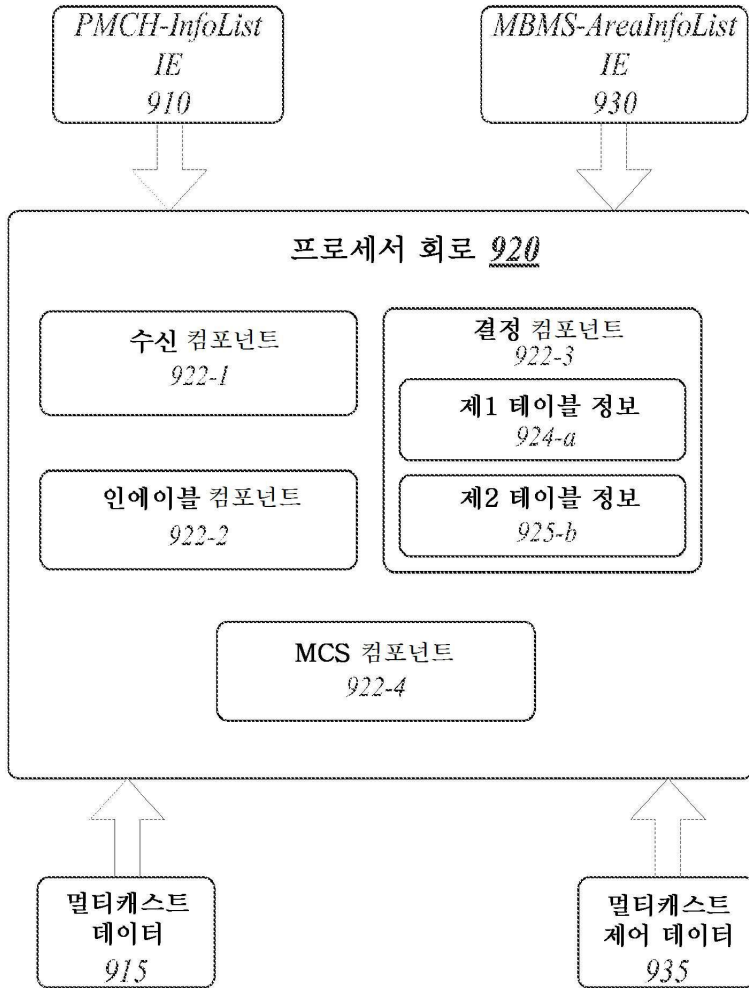 PMCH-InfoList
IE
910
MBMS-AreaInfoList
IE
930
프로세서 회로 920
수신 컴포넌트
922-1
결정 컴포넌트
922-3
제1 테이블 정보
924-a
인에이블 컴포넌트
922-2
제2 테이블 정보
925-b
MCS 컴포넌트
922-4
멀티캐스트
데이터
915
멀티캐스트
제어 데이터
935